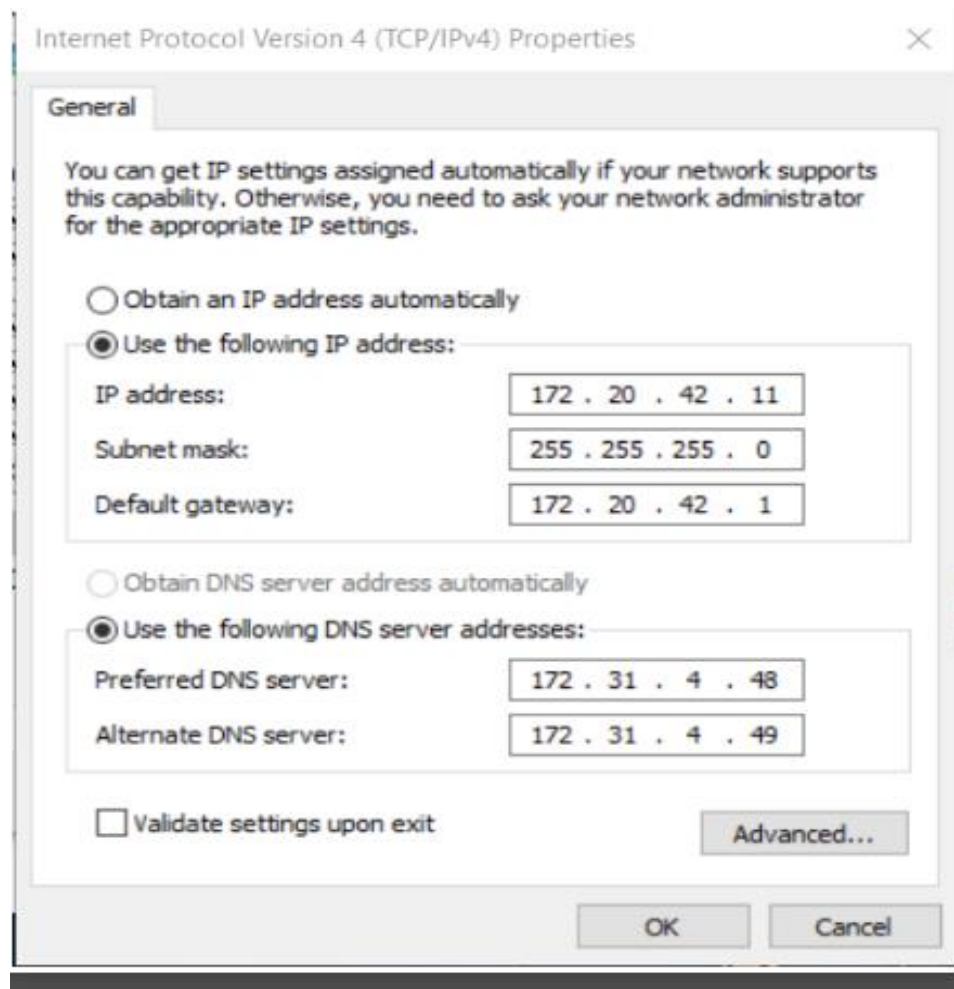 Internet Protocol Version 4 (TCP/IPv4) Properties
General
You can get IP settings assigned automatically if your network supports
this capability. Otherwise, you need to ask your network administrator
for the appropriate IP settings.
Obtain an IP address automatically
Use the following IP address:
IP address: 172 . 20 . 42 . 11
Subnet mask: 255 . 255 . 255 . 0
Default gateway: 172 . 20 . 42 . 1
Obtain DNS server address automatically
Use the following DNS server addresses:
Preferred DNS server: 172 . 31 . 4 . 48
Alternate DNS server: 172 . 31 . 4 . 49
Validate settings upon exit
Advanced...
OK Cancel